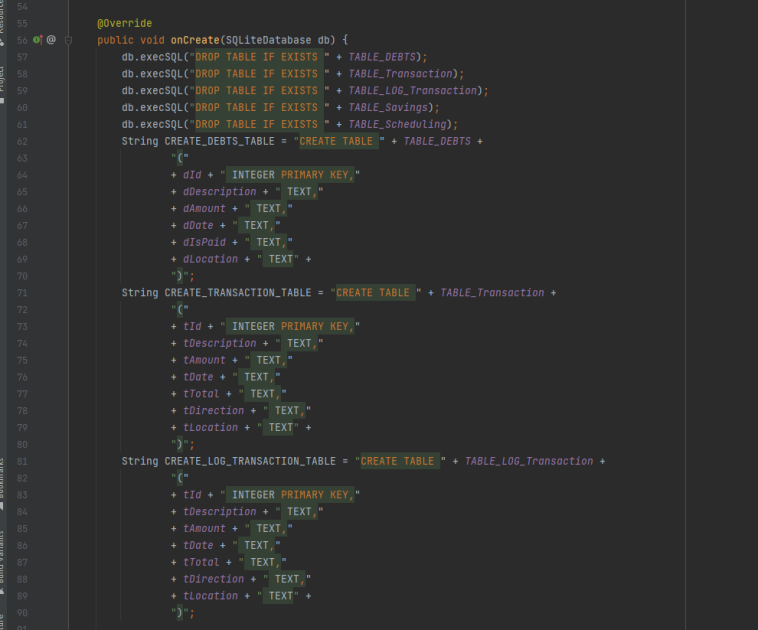 54
55 @Override
56 @ public void onCreate(SQLiteDatabase db) {
57 db.execSQL("DROP TABLE IF EXISTS " + TABLE_DEBTS);
58 db.execSQL("DROP TABLE IF EXISTS " + TABLE_Transaction);
59 db.execSQL("DROP TABLE IF EXISTS " + TABLE_LOG_Transaction);
60 db.execSQL("DROP TABLE IF EXISTS " + TABLE_Savings);
61 db.execSQL("DROP TABLE IF EXISTS " + TABLE_Scheduling);
62 String CREATE_DEBTS_TABLE = "CREATE TABLE " + TABLE_DEBTS +
63 "("
64 + dId + " INTEGER PRIMARY KEY,"
65 + dDescription + " TEXT,"
66 + dAmount + " TEXT,"
67 + dDate + " TEXT,"
68 + dIsPaid + " TEXT,"
69 + dLocation + " TEXT" +
70 ")";
71 String CREATE_TRANSACTION_TABLE = "CREATE TABLE " + TABLE_Transaction +
72 "("
73 + tId + " INTEGER PRIMARY KEY,"
74 + tDescription + " TEXT,"
75 + tAmount + " TEXT,"
76 + tDate + " TEXT,"
77 + tTotal + " TEXT,"
78 + tDirection + " TEXT,"
79 + tLocation + " TEXT" +
80 ")";
81 String CREATE_LOG_TRANSACTION_TABLE = "CREATE TABLE " + TABLE_LOG_Transaction +
82 "("
83 + tId + " INTEGER PRIMARY KEY,"
84 + tDescription + " TEXT,"
85 + tAmount + " TEXT,"
86 + tDate + " TEXT,"
87 + tTotal + " TEXT,"
88 + tDirection + " TEXT,"
89 + tLocation + " TEXT" +
90 ")";
91
Project
Bookmarks
Build Variants